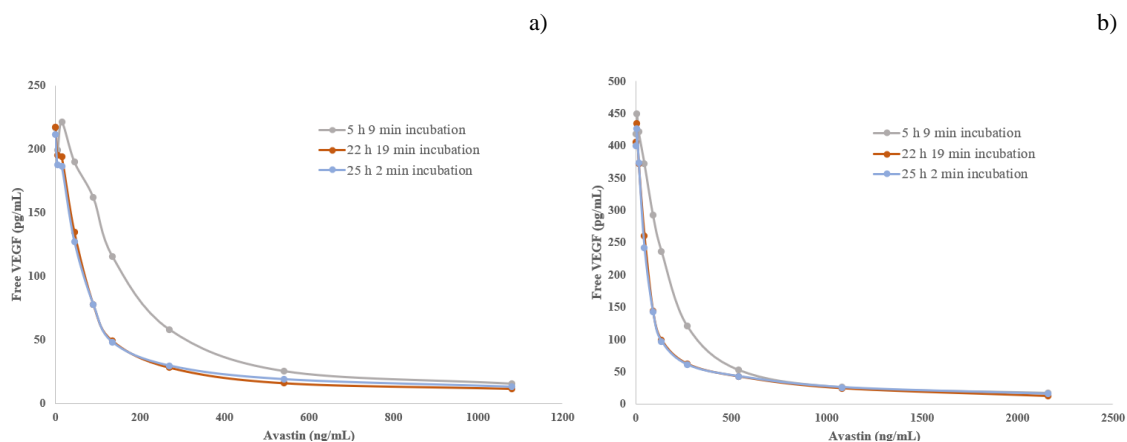 a)
250
200
150
100
50
0
Free VEGF (pg/mL)
5 h 9 min incubation
22 h 19 min incubation
25 h 2 min incubation
0 200 400 600 800 1000 1200
Avastin (ng/mL)
b)
500
450
400
350
300
250
200
150
100
50
0
Free VEGF (pg/mL)
5 h 9 min incubation
22 h 19 min incubation
25 h 2 min incubation
0 500 1000 1500 2000 2500
Avastin (ng/mL)